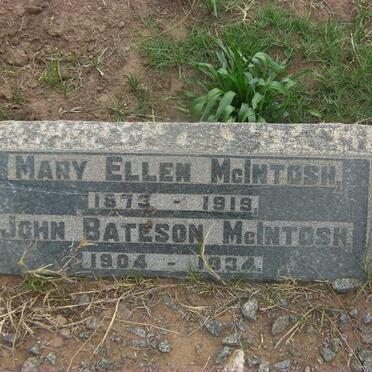 MARY ELLEN McINTOSH,
1873 - 1919.
JOHN BATESON McINTOSH,
1904 - 1934.